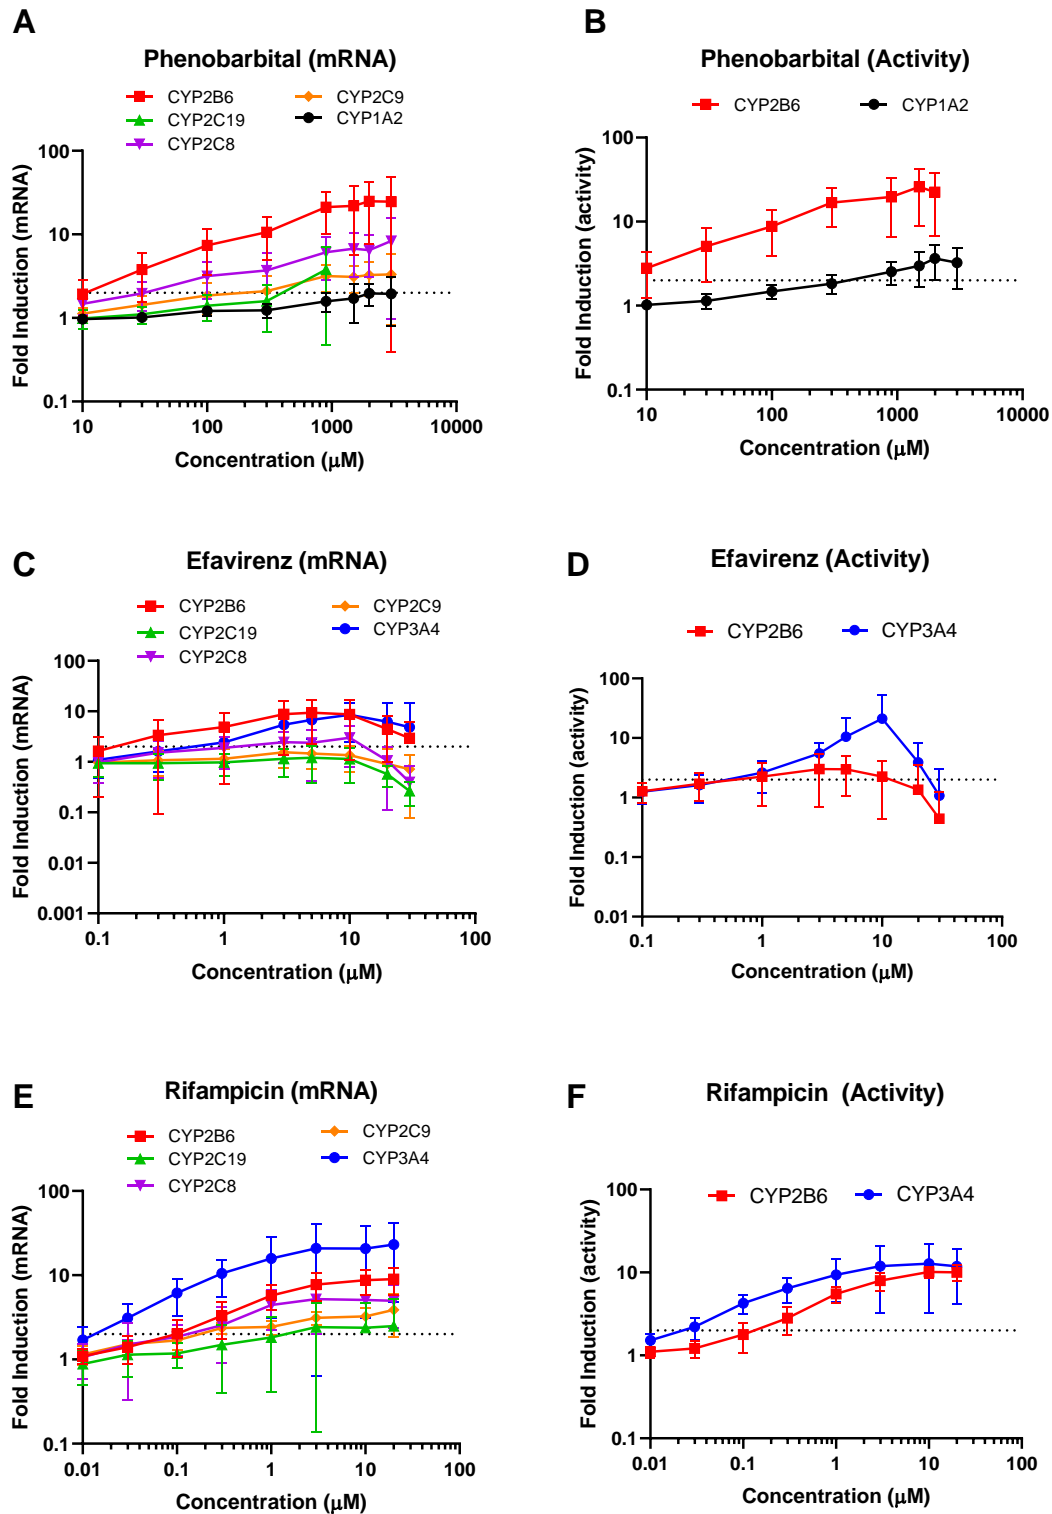 A
Phenobarbital (mRNA)
CYP2B6
CYP2C9
CYP2C19
CYP1A2
CYP2C8
Fold Induction (mRNA)
100
10
1
0.1
10
100
1000
10000
Concentration (μM)
B
Phenobarbital (Activity)
CYP2B6
CYP1A2
Fold Induction (activity)
100
10
1
0.1
10
100
1000
10000
Concentration (μM)
C
Efavirenz (mRNA)
CYP2B6
CYP2C9
CYP2C19
CYP3A4
CYP2C8
Fold Induction (mRNA)
100
10
1
0.1
0.01
0.001
0.1
1
10
100
Concentration (μM)
D
Efavirenz (Activity)
CYP2B6
CYP3A4
Fold Induction (activity)
100
10
1
0.1
0.01
0.1
1
10
100
Concentration (μM)
E
Rifampicin (mRNA)
CYP2B6
CYP2C9
CYP2C19
CYP3A4
CYP2C8
Fold Induction (mRNA)
100
10
1
0.1
0.01
0.1
1
10
100
Concentration (μM)
F
Rifampicin (Activity)
CYP2B6
CYP3A4
Fold Induction (activity)
100
10
1
0.1
0.01
0.1
1
10
100
Concentration (μM)